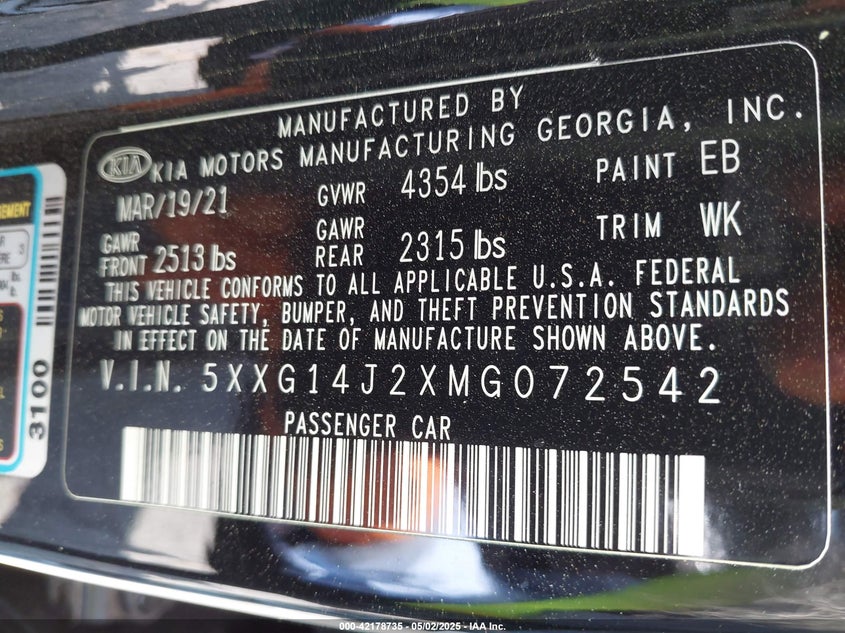 MANUFACTURED BY
KIA KIA MOTORS MANUFACTURING GEORGIA, INC.
MAR/19/21 GVWR 4354 lbs PAINT EB
GAWR FRONT 2513 lbs GAWR REAR 2315 lbs TRIM WK
THIS VEHICLE CONFORMS TO ALL APPLICABLE U.S.A. FEDERAL
MOTOR VEHICLE SAFETY, BUMPER, AND THEFT PREVENTION STANDARDS
IN EFFECT ON THE DATE OF MANUFACTURE SHOWN ABOVE.
V.I.N. 5XXG14J2XMG072542
PASSENGER CAR
3100
000-42178735 - 05/02/2025 - IAA Inc.